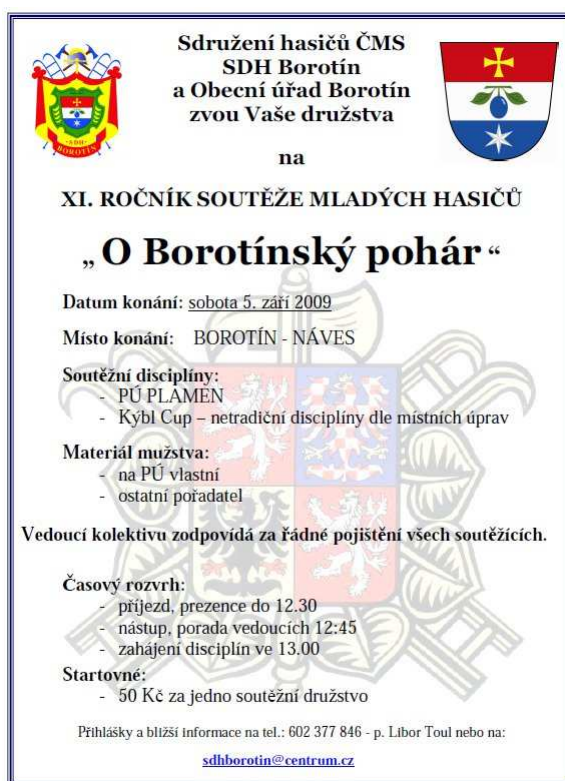 Sdružení hasičů ČMS
SDH Borotín
a Obecní úřad Borotín
zvou Vaše družstva
na
XI. ROČNÍK SOUTĚŽE MLADÝCH HASIČŮ
„ O Borotínský pohár “
Datum konání: sobota 5. září 2009
Místo konání: BOROTÍN - NÁVES
Soutěžní disciplíny:
- PÚ PLAMEN
- Kýbl Cup – netradiční disciplíny dle místních úprav
Materiál mužstva:
- na PÚ vlastní
- ostatní pořadatel
Vedoucí kolektivu zodpovídá za řádné pojištění všech soutěžících.
Časový rozvrh:
- příjezd, prezence do 12.30
- nástup, porada vedoucích 12:45
- zahájení disciplín ve 13.00
Startovné:
- 50 Kč za jedno soutěžní družstvo
Přihlášky a bližší informace na tel.: 602 377 846 - p. Libor Toul nebo na:
sdhborotin@centrum.cz
-SDH-
BOROTÍN